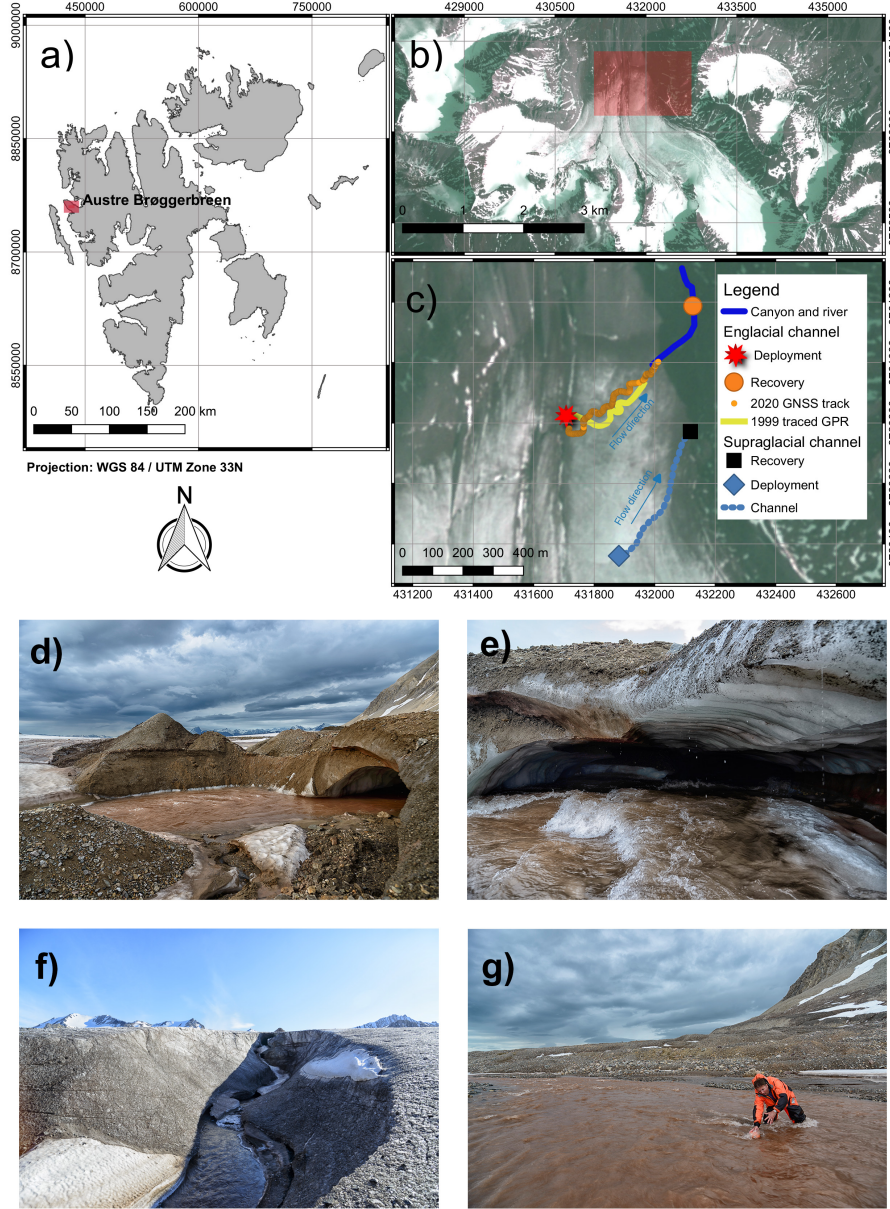 450000 600000 750000
9000000
8850000
8700000
8550000
a)
Austre Brøggerbreen
0 50 100 150 200 km
Projection: WGS 84 / UTM Zone 33N
N
429000 430500 432000 433500 435000
b)
0 1 2 3 km
c)
Flow direction
Flow direction
0 100 200 300 400 m
431200 431400 431600 431800 432000 432200 432400 432600
Legend
Canyon and river
Englacial channel
Deployment
Recovery
2020 GNSS track
1999 traced GPR
Supraglacial channel
Recovery
Deployment
Channel
d)
e)
f)
g)